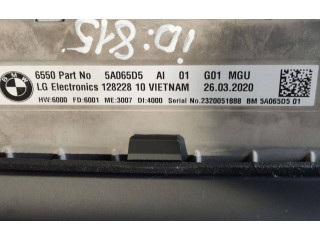 iD:815
BMW
6550 Part No 5A065D5 AI 01 G01 MGU
LG Electronics 128228 10 VIETNAM 26.03.2020
HW:6000 FD:6001 ME:3007 DI:4000 Serial No.2320051888 BM 5A065D5 01